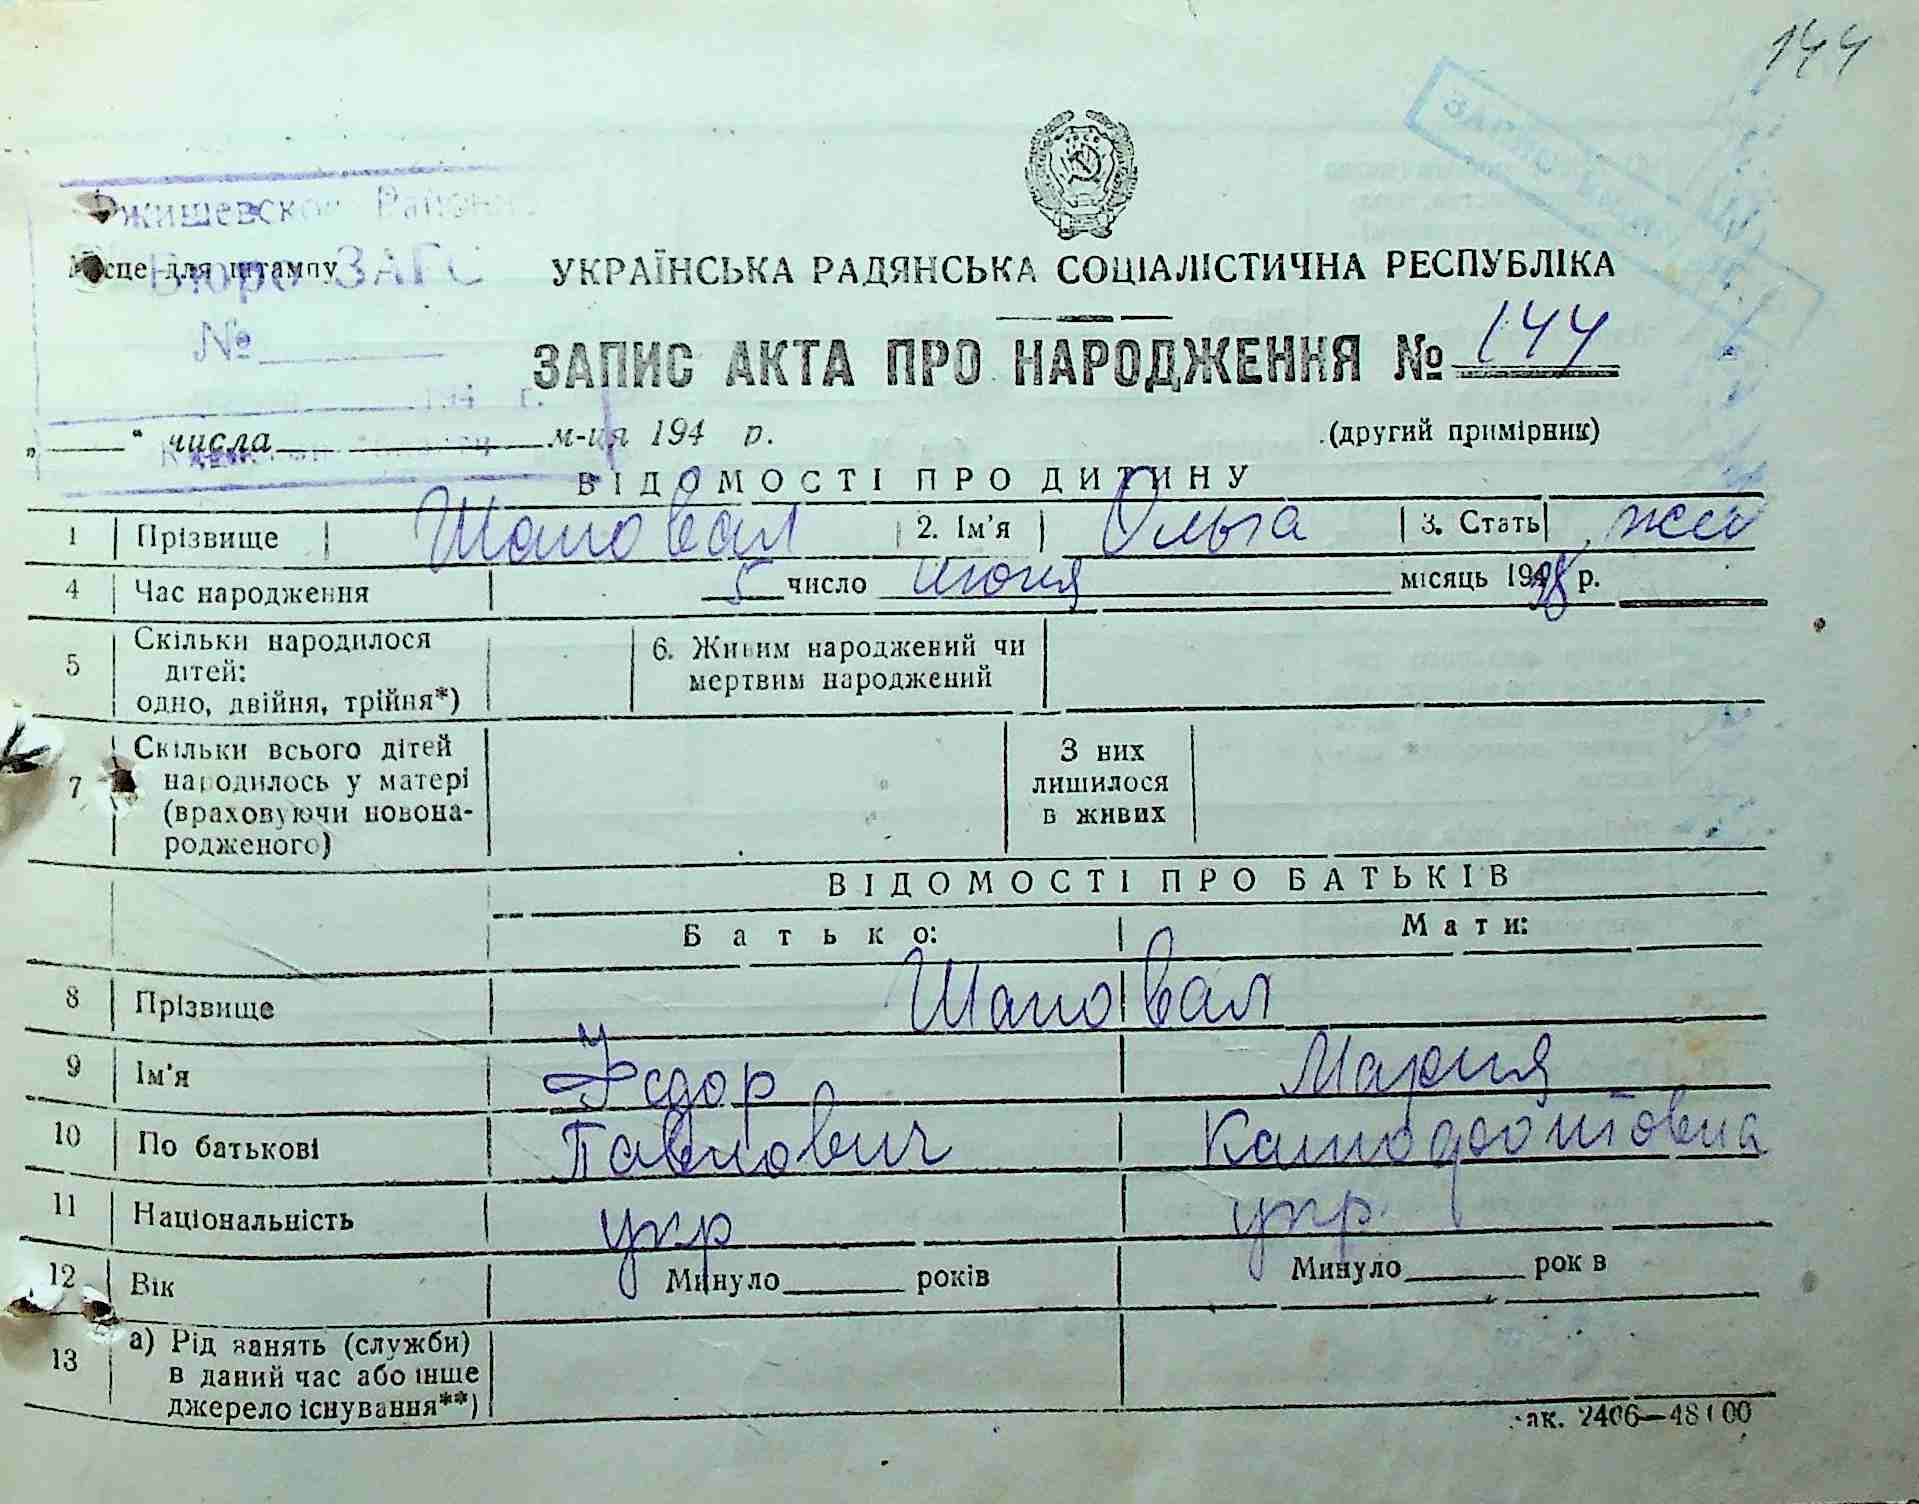 144
Ржищевское Районное
Місце для штампу
Бюро ЗАГС
УКРАЇНСЬКА РАДЯНСЬКА СОЦІАЛІСТИЧНА РЕСПУБЛІКА
№
ЗАПИС АКТА ПРО НАРОДЖЕННЯ № 144
194 г.
„ “ числа м-ця 194 р.
(другий примірник)
ВІДОМОСТІ ПРО ДИТИНУ
1 Прізвище Шаповал 2. Ім'я Ольга 3. Стать жен
4 Час народження 5 число июня місяць 1938 р.
5 Скільки народилося дітей: одно, двійня, трійня*) 6. Живим народжений чи мертвим народжений
7 Скільки всього дітей народилось у матері (враховуючи новонародженого) З них лишилося в живих
ВІДОМОСТІ ПРО БАТЬКІВ
Батько: Мати:
8 Прізвище Шаповал
9 Ім'я Федор Мария
10 По батькові Павлович
11 Національність укр укр.
12 Вік Минуло років Минуло рок в
13 а) Рід занять (служби) в даний час або інше джерело існування**)
зак. 2406—48100